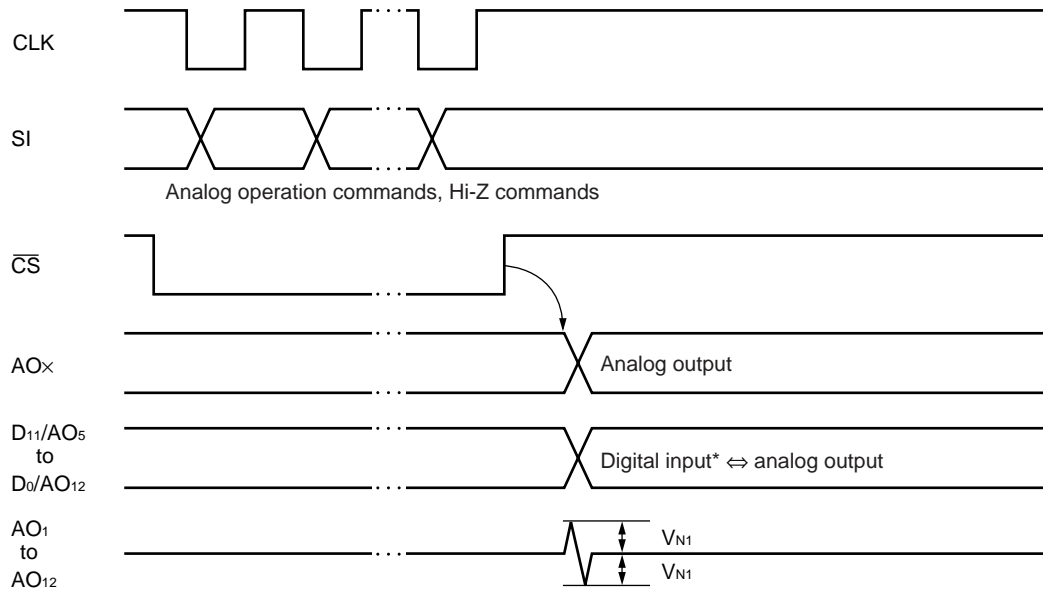 CLK
SI
Analog operation commands, Hi-Z commands
CS
AO×
Analog output
D11/AO5
to
D0/AO12
Digital input* ⇔ analog output
AO1
to
AO12
VN1
VN1